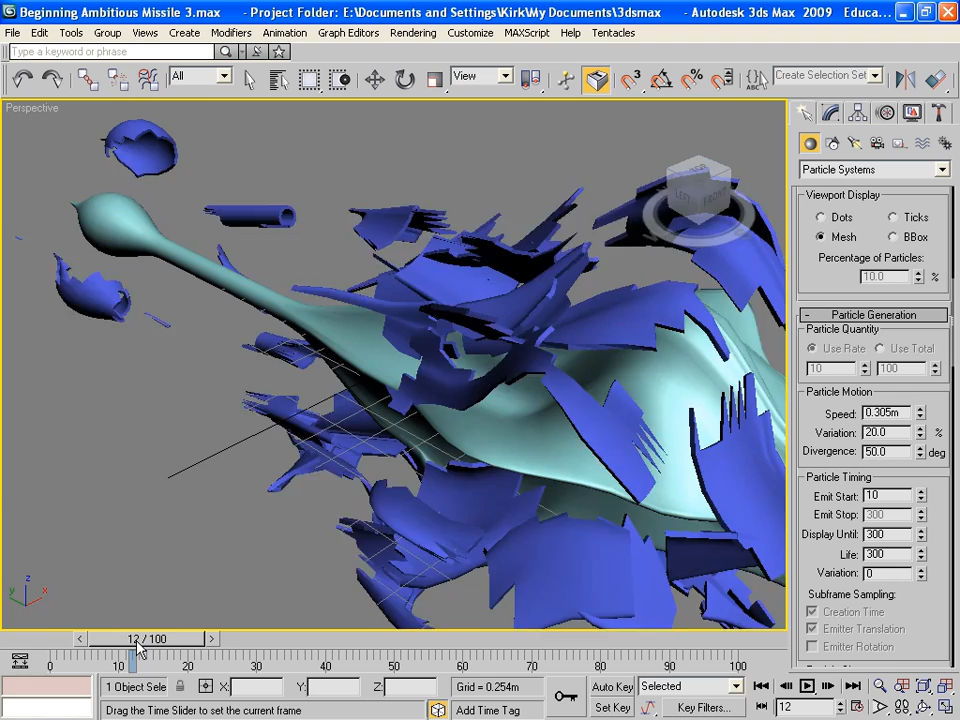 Beginning Ambitious Missile 3.max - Project Folder: E:\Documents and Settings\Kirk\My Documents\3dsmax - Autodesk 3ds Max 2009 Educa...
File Edit Tools Group Views Create Modifiers Animation Graph Editors Rendering Customize MAXScript Help Tentacles
Type a keyword or phrase
All View 3 % ABC Create Selection Set
Perspective
Particle Systems
Viewport Display
Dots Ticks
Mesh BBox
Percentage of Particles:
10.0 %
- Particle Generation
Particle Quantity
Use Rate Use Total
10 100
Particle Motion
Speed: 0.305m
Variation: 20.0 %
Divergence: 50.0 deg
Particle Timing
Emit Start: 10
Emit Stop: 300
Display Until: 300
Life: 300
Variation: 0
Subframe Sampling:
Creation Time
Emitter Translation
Emitter Rotation
LEFT FRONT
z
y x
< 12 / 100 >
0 10 20 30 40 50 60 70 80 90 100
1 Object Sele X: Y: Z: Grid = 0.254m Auto Key Selected
Drag the Time Slider to set the current frame Add Time Tag Set Key Key Filters... 12